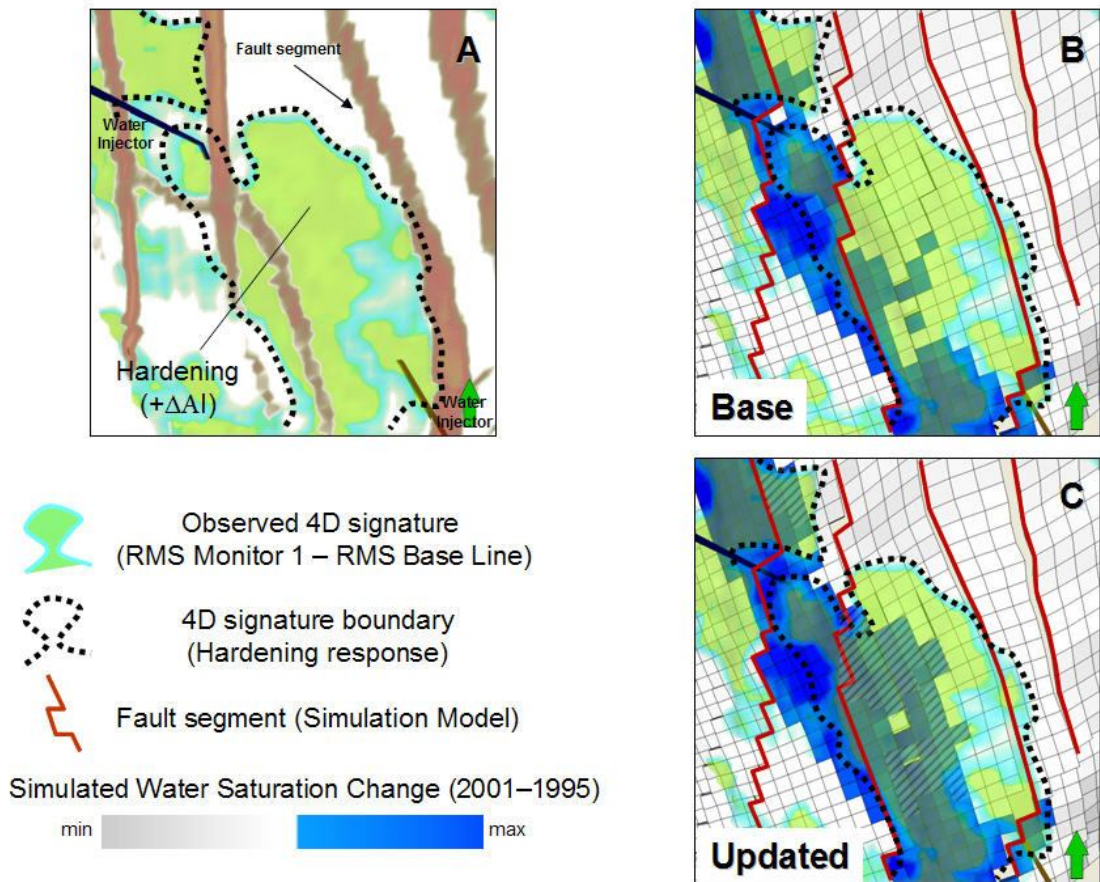 A
Fault segment
Water
Injector
Hardening
(+ΔAI)
Water
Injector
B
Base
C
Updated
Observed 4D signature
(RMS Monitor 1 – RMS Base Line)
4D signature boundary
(Hardening response)
Fault segment (Simulation Model)
Simulated Water Saturation Change (2001–1995)
min
max